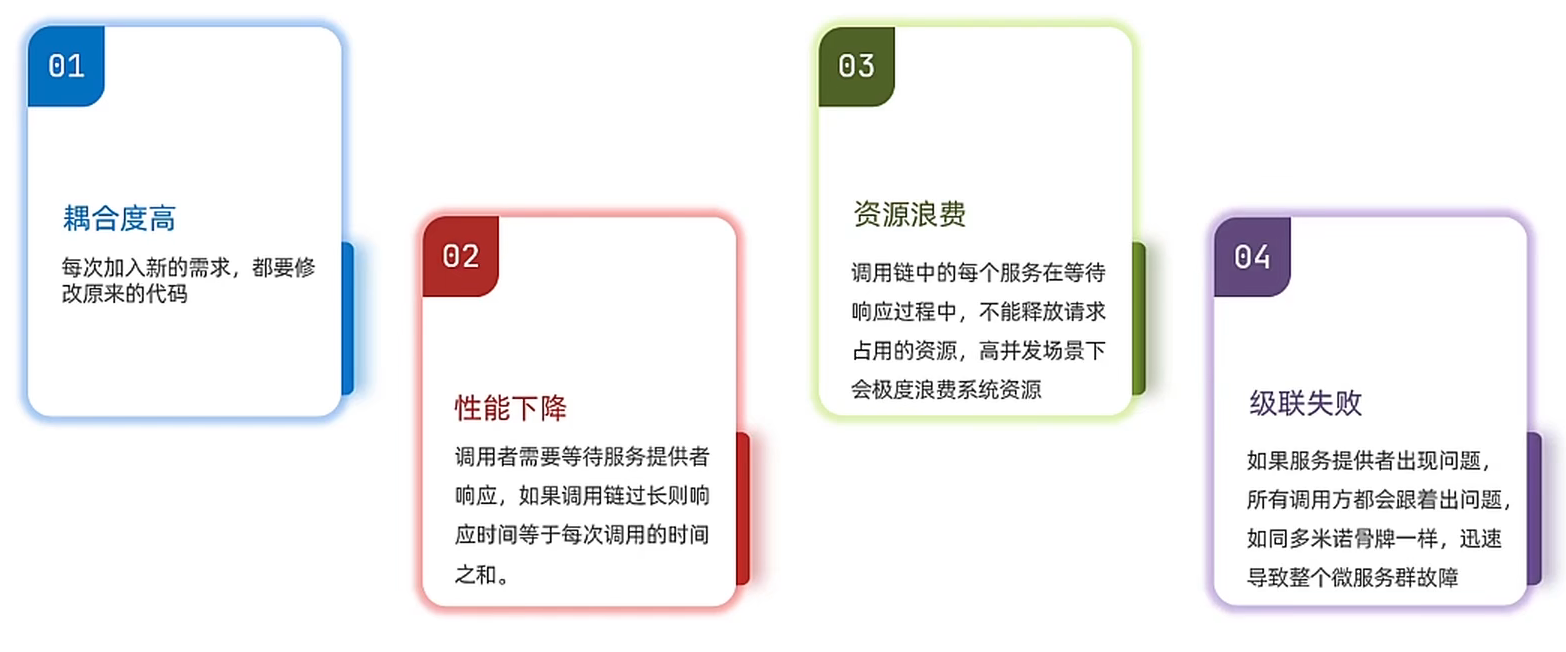 01
耦合度高
每次加入新的需求，都要修
改原来的代码
02
性能下降
调用者需要等待服务提供者
响应，如果调用链过长则响
应时间等于每次调用的时间
之和。
03
资源浪费
调用链中的每个服务在等待
响应过程中，不能释放请求
占用的资源，高并发场景下
会极度浪费系统资源
04
级联失败
如果服务提供者出现问题，
所有调用方都会跟着出问题，
如同多米诺骨牌一样，迅速
导致整个微服务群故障